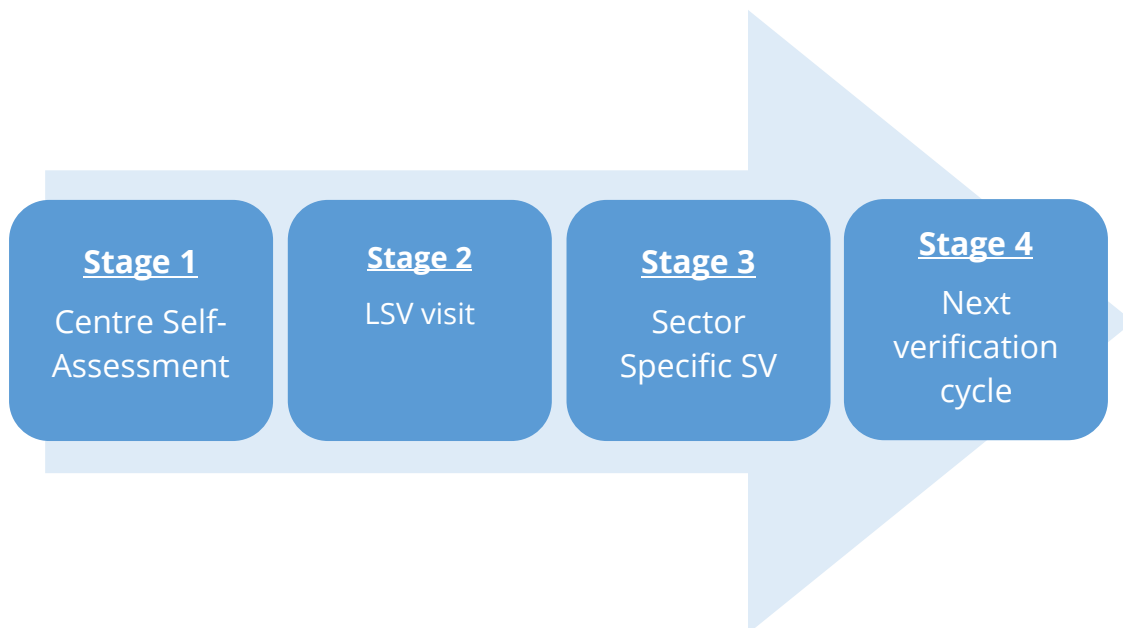 Stage 1
Centre Self-
Assessment
Stage 2
LSV visit
Stage 3
Sector
Specific SV
Stage 4
Next
verification
cycle